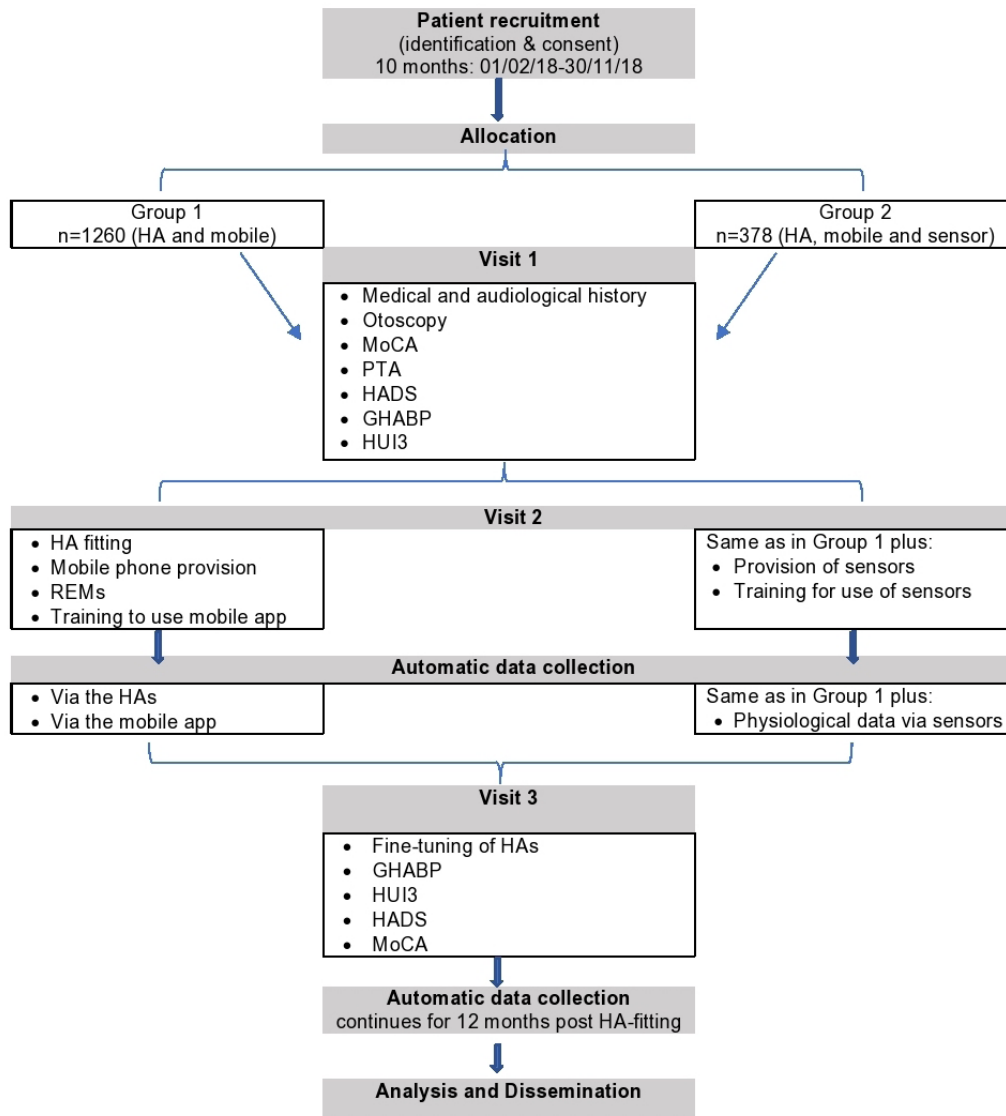 Patient recruitment
(identification & consent)
10 months: 01/02/18-30/11/18
Allocation
Group 1
n=1260 (HA and mobile)
Group 2
n=378 (HA, mobile and sensor)
Visit 1
• Medical and audiological history
• Otoscopy
• MoCA
• PTA
• HADS
• GHABP
• HUI3
Visit 2
• HA fitting
• Mobile phone provision
• REMs
• Training to use mobile app
Same as in Group 1 plus:
• Provision of sensors
• Training for use of sensors
Automatic data collection
• Via the HAs
• Via the mobile app
Same as in Group 1 plus:
• Physiological data via sensors
Visit 3
• Fine-tuning of HAs
• GHABP
• HUI3
• HADS
• MoCA
Automatic data collection
continues for 12 months post HA-fitting
Analysis and Dissemination